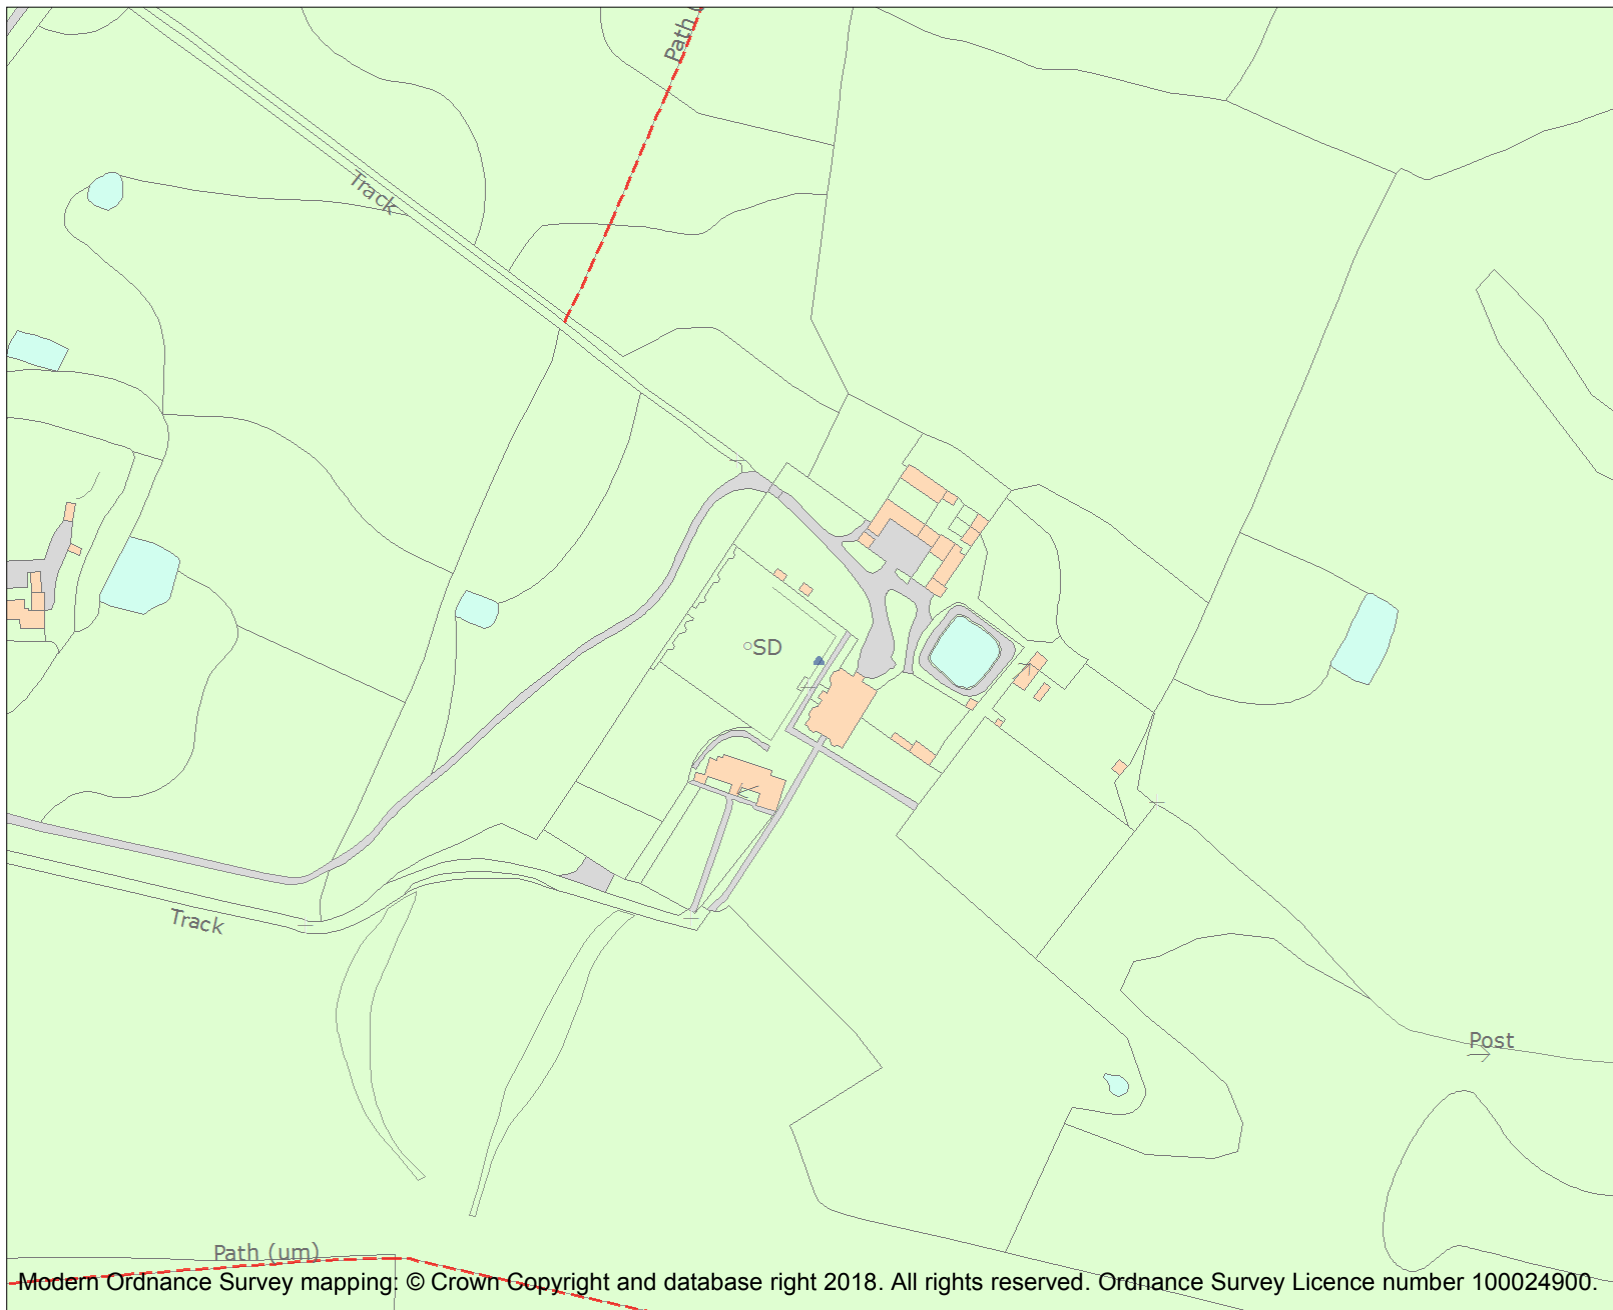 Path
Track
SD
Track
Post
Path (um)
Modern Ordnance Survey mapping: © Crown Copyright and database right 2018. All rights reserved. Ordnance Survey Licence number 100024900.